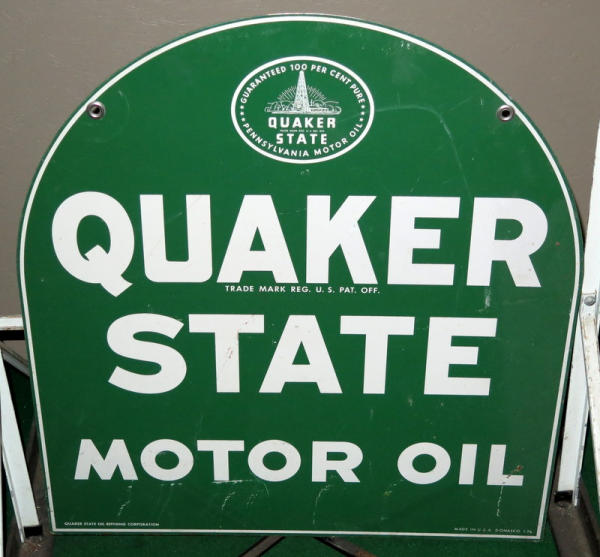 GUARANTEED 100 PER CENT PURE
QUAKER
STATE
PENNSYLVANIA MOTOR OIL
QUAKER
TRADE MARK REG. U. S. PAT. OFF.
STATE
MOTOR OIL
QUAKER STATE OIL REFINING CORPORATION
MADE IN U.S.A.